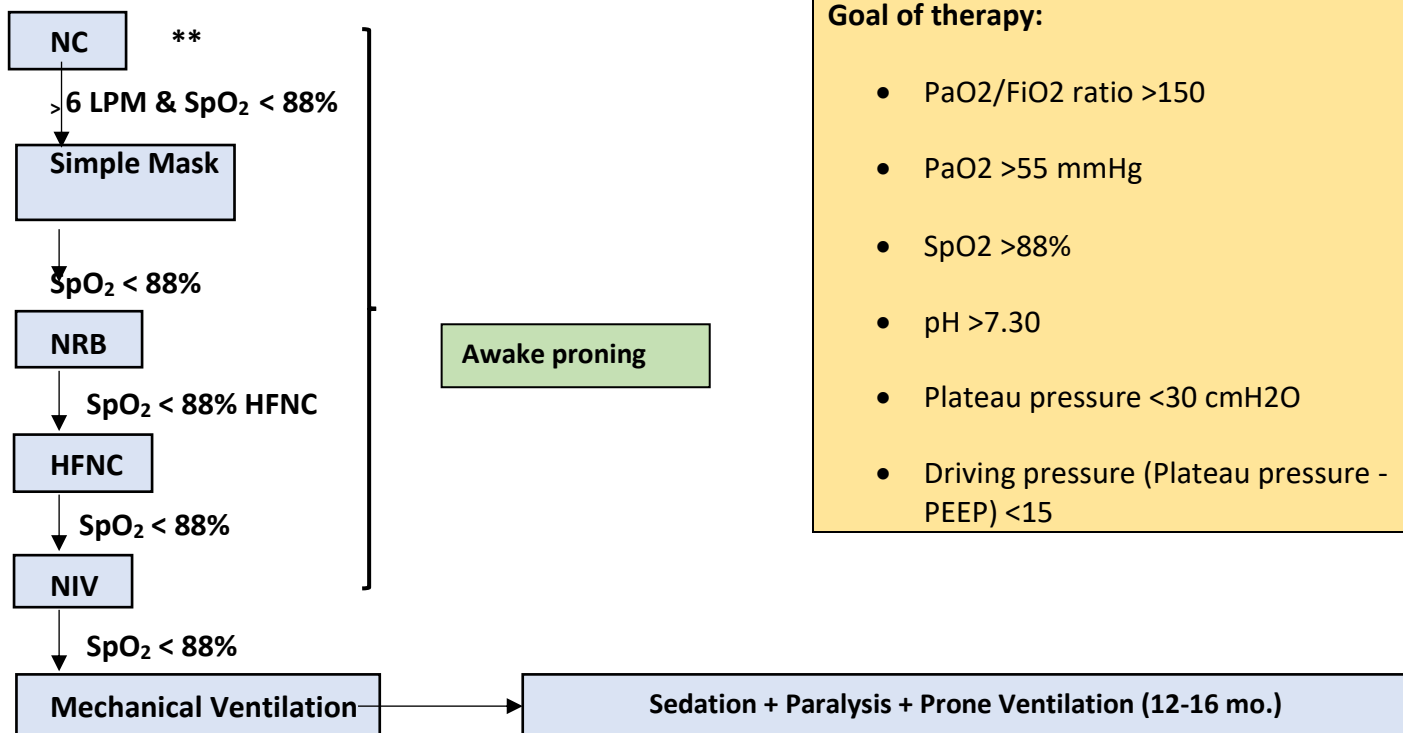 NC **
> 6 LPM & SpO₂ < 88%
Simple Mask
SpO₂ < 88%
NRB
SpO₂ < 88% HFNC
HFNC
SpO₂ < 88%
NIV
SpO₂ < 88%
Mechanical Ventilation
Awake proning
Sedation + Paralysis + Prone Ventilation (12-16 mo.)
Goal of therapy:
• PaO2/FiO2 ratio >150
• PaO2 >55 mmHg
• SpO2 >88%
• pH >7.30
• Plateau pressure <30 cmH2O
• Driving pressure (Plateau pressure -
PEEP) <15